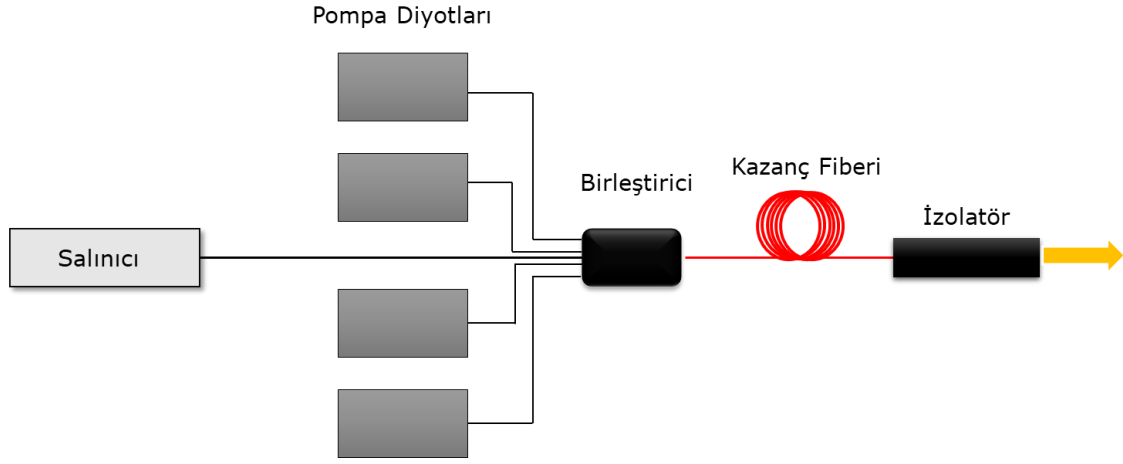 Pompa Diyotları
Birleştirici
Kazanç Fiberi
İzolatör
Salınıcı